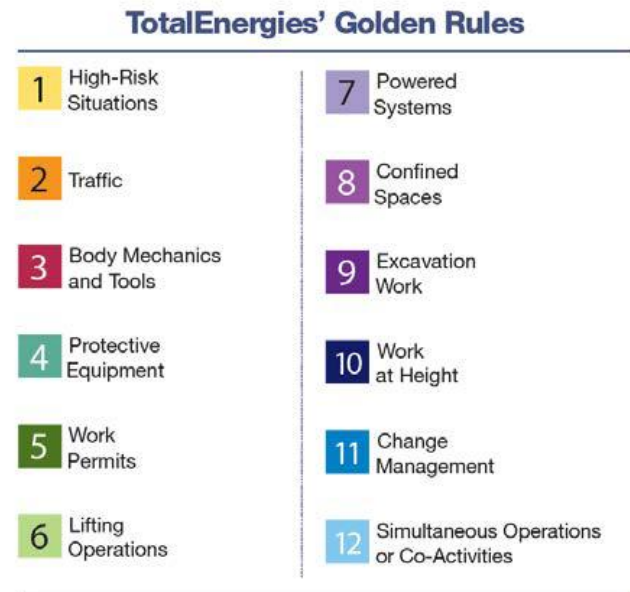 TotalEnergies' Golden Rules
1
High-Risk
Situations
2
Traffic
3
Body Mechanics
and Tools
4
Protective
Equipment
5
Work
Permits
6
Lifting
Operations
7
Powered
Systems
8
Confined
Spaces
9
Excavation
Work
10
Work
at Height
11
Change
Management
12
Simultaneous Operations
or Co-Activities